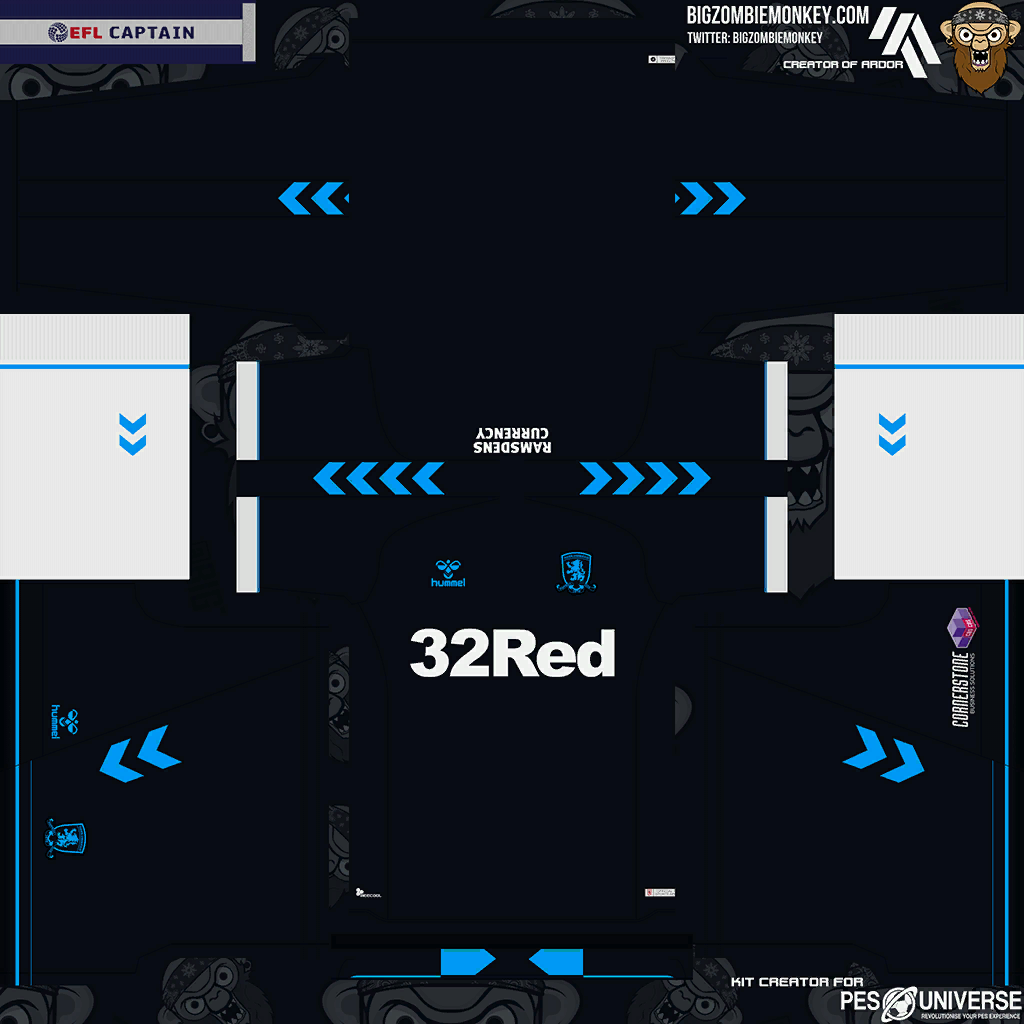 EFL CAPTAIN
BIGZOMBIEMONKEY.COM
TWITTER: BIGZOMBIEMONKEY
CREATOR OF ARDOR
RAMSDENS
CURRENCY
hummel
32Red
hummel
CORNERSTONE
BUSINESS SOLUTIONS
BEECOOL
KIT CREATOR FOR
PES UNIVERSE
REVOLUTIONISE YOUR PES EXPERIENCE